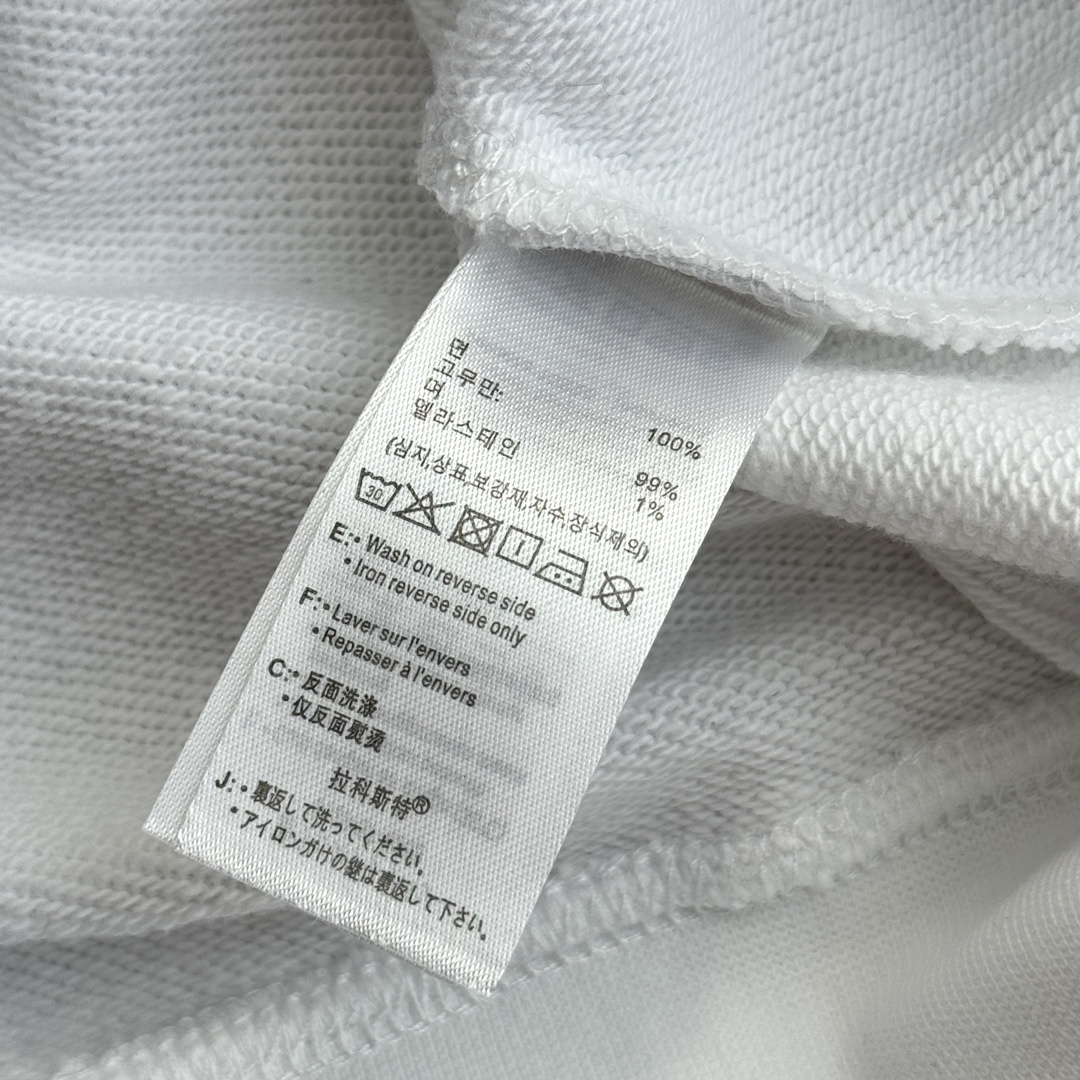 면 100%
고무단:
면 99%
엘라스테인 1%
(심지,상표,보강재,자수,장식제외)
30
E:• Wash on reverse side
• Iron reverse side only
F:• Laver sur l'envers
• Repasser à l'envers
C:• 反面洗涤
• 仅反面熨烫
拉科斯特®
J:• 裏返して洗ってください。
• アイロンガけの継は裏返して下さい。